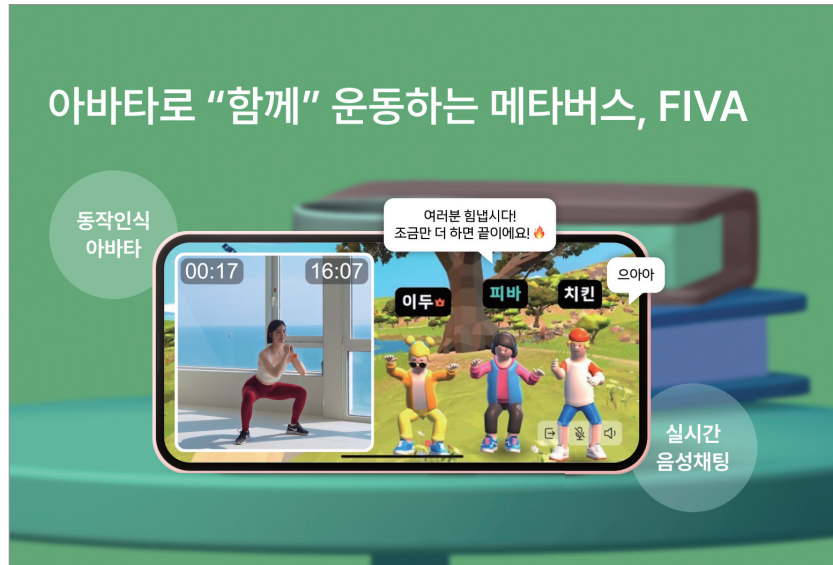 아바타로 “함께” 운동하는 메타버스, FIVA
동작인식
아바타
여러분 힘냅시다!
조금만 더 하면 끝이에요! 🔥
으아아
00:17
16:07
이두
피바
치킨
실시간
음성채팅